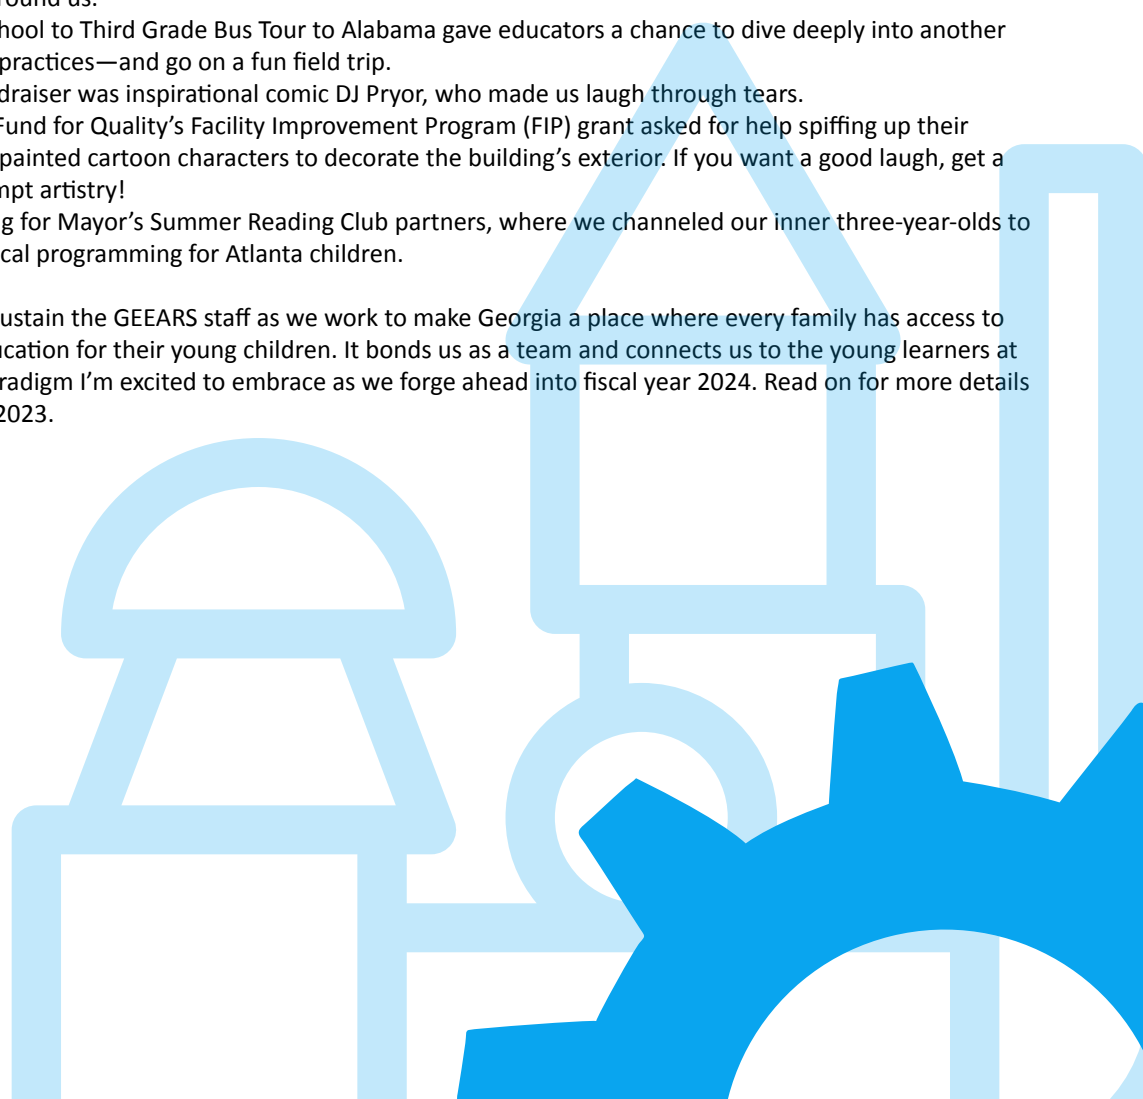 round us.
hool to Third Grade Bus Tour to Alabama gave educators a chance to dive deeply into another
practices—and go on a fun field trip.
draiser was inspirational comic DJ Pryor, who made us laugh through tears.
Fund for Quality’s Facility Improvement Program (FIP) grant asked for help spiffing up their
painted cartoon characters to decorate the building’s exterior. If you want a good laugh, get a
mpt artistry!
g for Mayor’s Summer Reading Club partners, where we channeled our inner three-year-olds to
cal programming for Atlanta children.
ustain the GEEARS staff as we work to make Georgia a place where every family has access to
ucation for their young children. It bonds us as a team and connects us to the young learners at
radigm I’m excited to embrace as we forge ahead into fiscal year 2024. Read on for more details
2023.